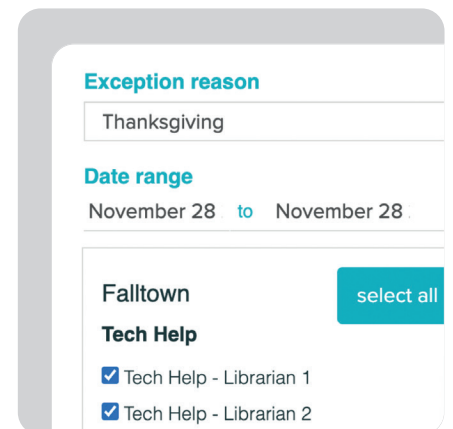 Exception reason
Thanksgiving
Date range
November 28 to November 28
Falltown
select all
Tech Help
Tech Help - Librarian 1
Tech Help - Librarian 2